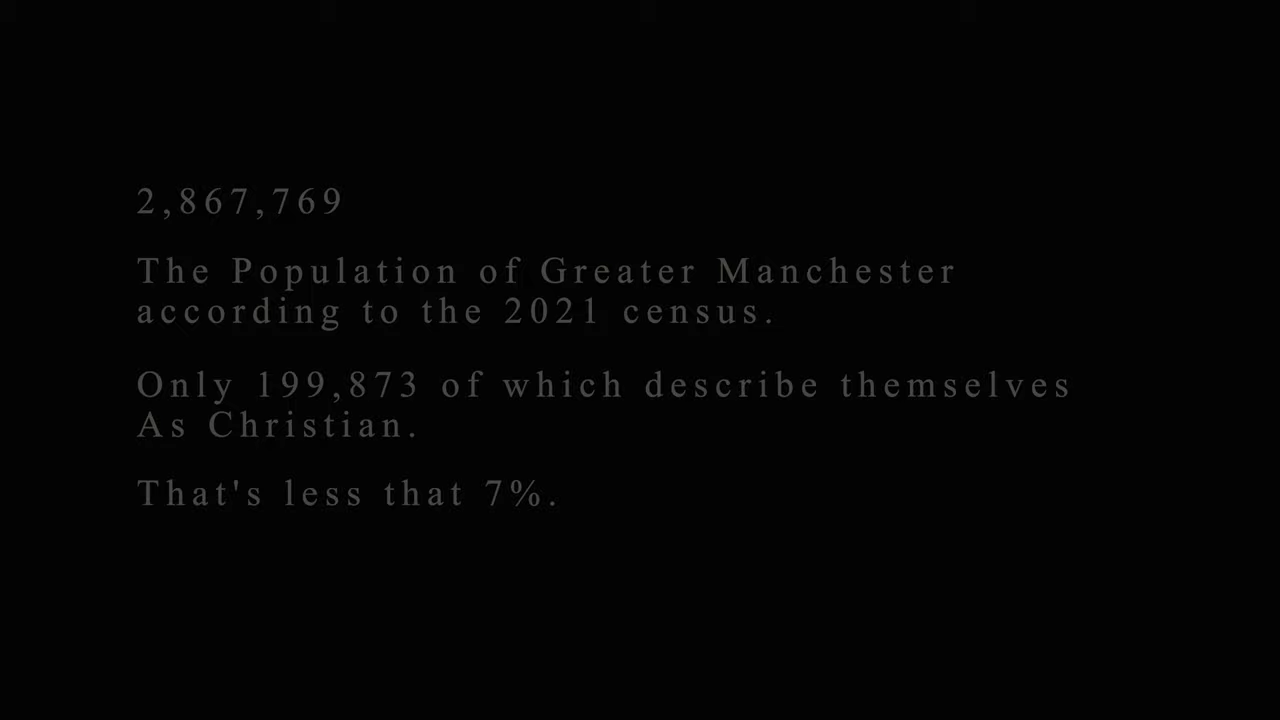 2,867,769
The Population of Greater Manchester
according to the 2021 census.
Only 199,873 of which describe themselves
As Christian.
That's less that 7%.